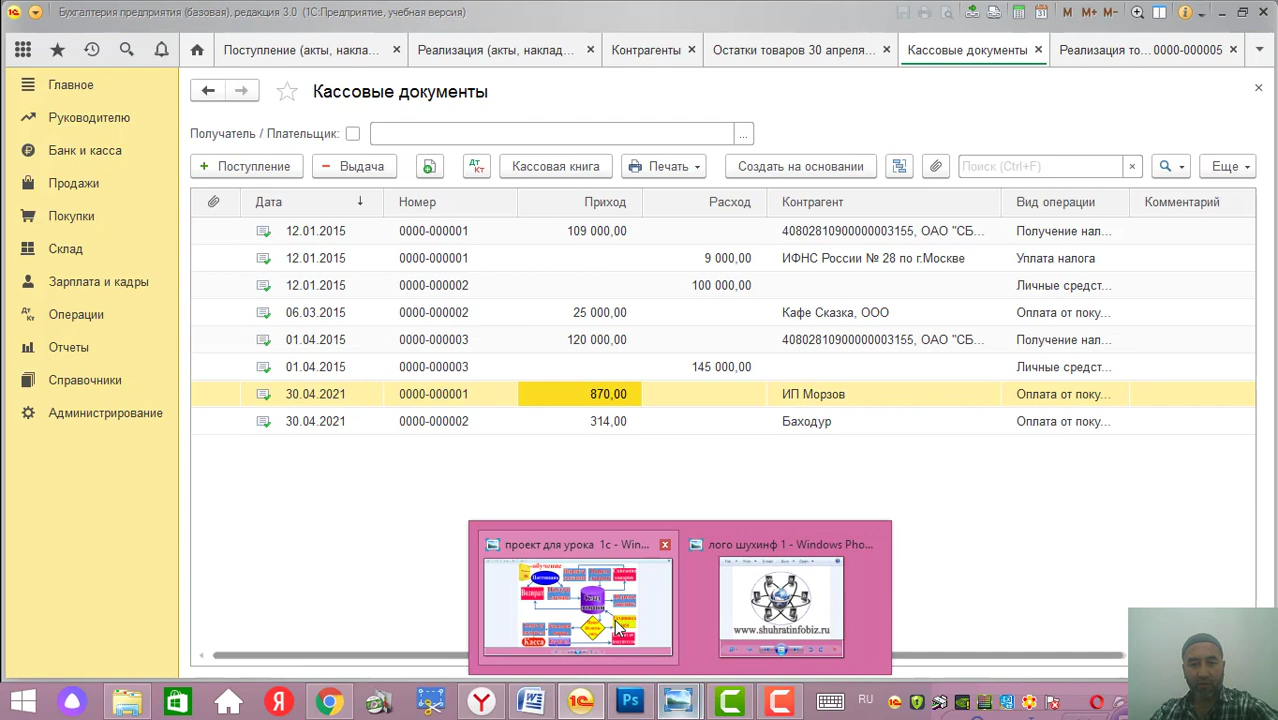 Бухгалтерия предприятия (базовая), редакция 3.0 (1С:Предприятие, учебная версия)
M M+ M-
Поступление (акты, накла...
Реализация (акты, наклад...
Контрагенты
Остатки товаров 30 апреля...
Кассовые документы
Реализация то... 0000-000005
Главное
Руководителю
Банк и касса
Продажи
Покупки
Склад
Зарплата и кадры
Операции
Отчеты
Справочники
Администрирование
Кассовые документы
Получатель / Плательщик:
...
+ Поступление
− Выдача
Дт Кт
Кассовая книга
Печать
Создать на основании
Поиск (Ctrl+F)
×
Еще
Дата Номер Приход Расход Контрагент Вид операции Комментарий
12.01.2015 0000-000001 109 000,00 40802810900000003155, ОАО "СБ... Получение нал...
12.01.2015 0000-000001 9 000,00 ИФНС России № 28 по г.Москве Уплата налога
12.01.2015 0000-000002 100 000,00 Личные средст...
06.03.2015 0000-000002 25 000,00 Кафе Сказка, ООО Оплата от поку...
01.04.2015 0000-000003 120 000,00 40802810900000003155, ОАО "СБ... Получение нал...
01.04.2015 0000-000003 145 000,00 Личные средст...
30.04.2021 0000-000001 870,00 ИП Морзов Оплата от поку...
30.04.2021 0000-000002 314,00 Баходур Оплата от поку...
проект для урока 1с - Win...
лого шухинф 1 - Windows Pho...
обучение
Поставщик
Возврат
Касса
www.shuhratinfobiz.ru
RU